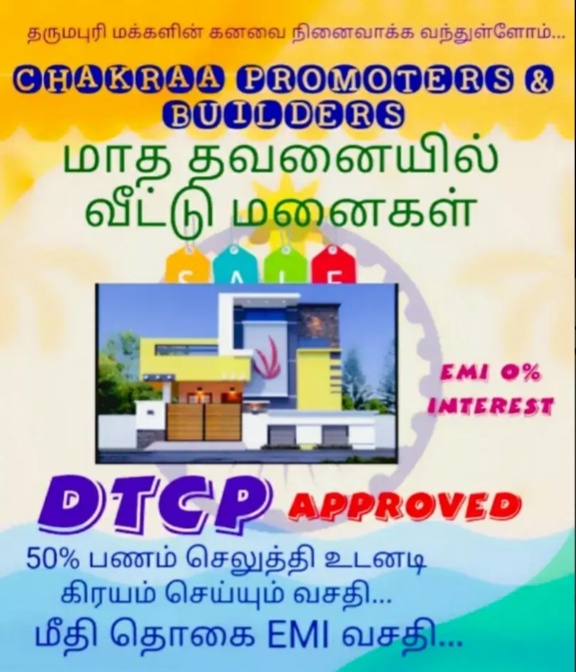 தருமபுரி மக்களின் கனவை நினைவாக்க வந்துள்ளோம்...
CHAKRAA PROMOTERS &
BUILDERS
மாத தவனையில்
வீட்டு மனைகள்
SALE
EMI 0%
INTEREST
DTCP APPROVED
50% பணம் செலுத்தி உடனடி
கிரயம் செய்யும் வசதி...
மீதி தொகை EMI வசதி...